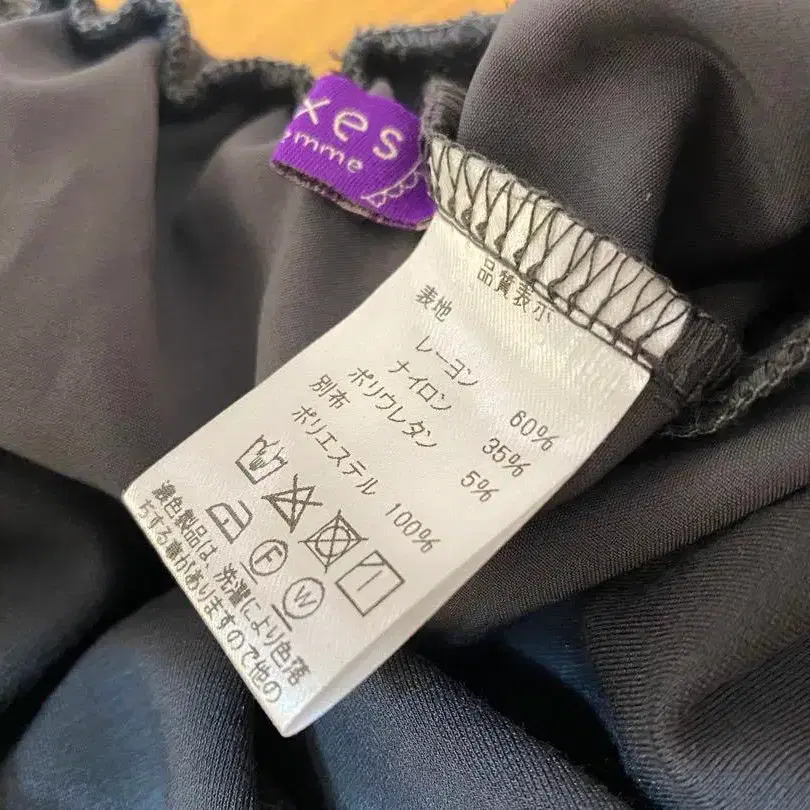 xes
emme
品質表示
表地
レーヨン 60%
ナイロン 35%
ポリウレタン 5%
別布
ポリエステル 100%
F
W
濃色製品は、洗濯により色落
ちする事がありますので他の